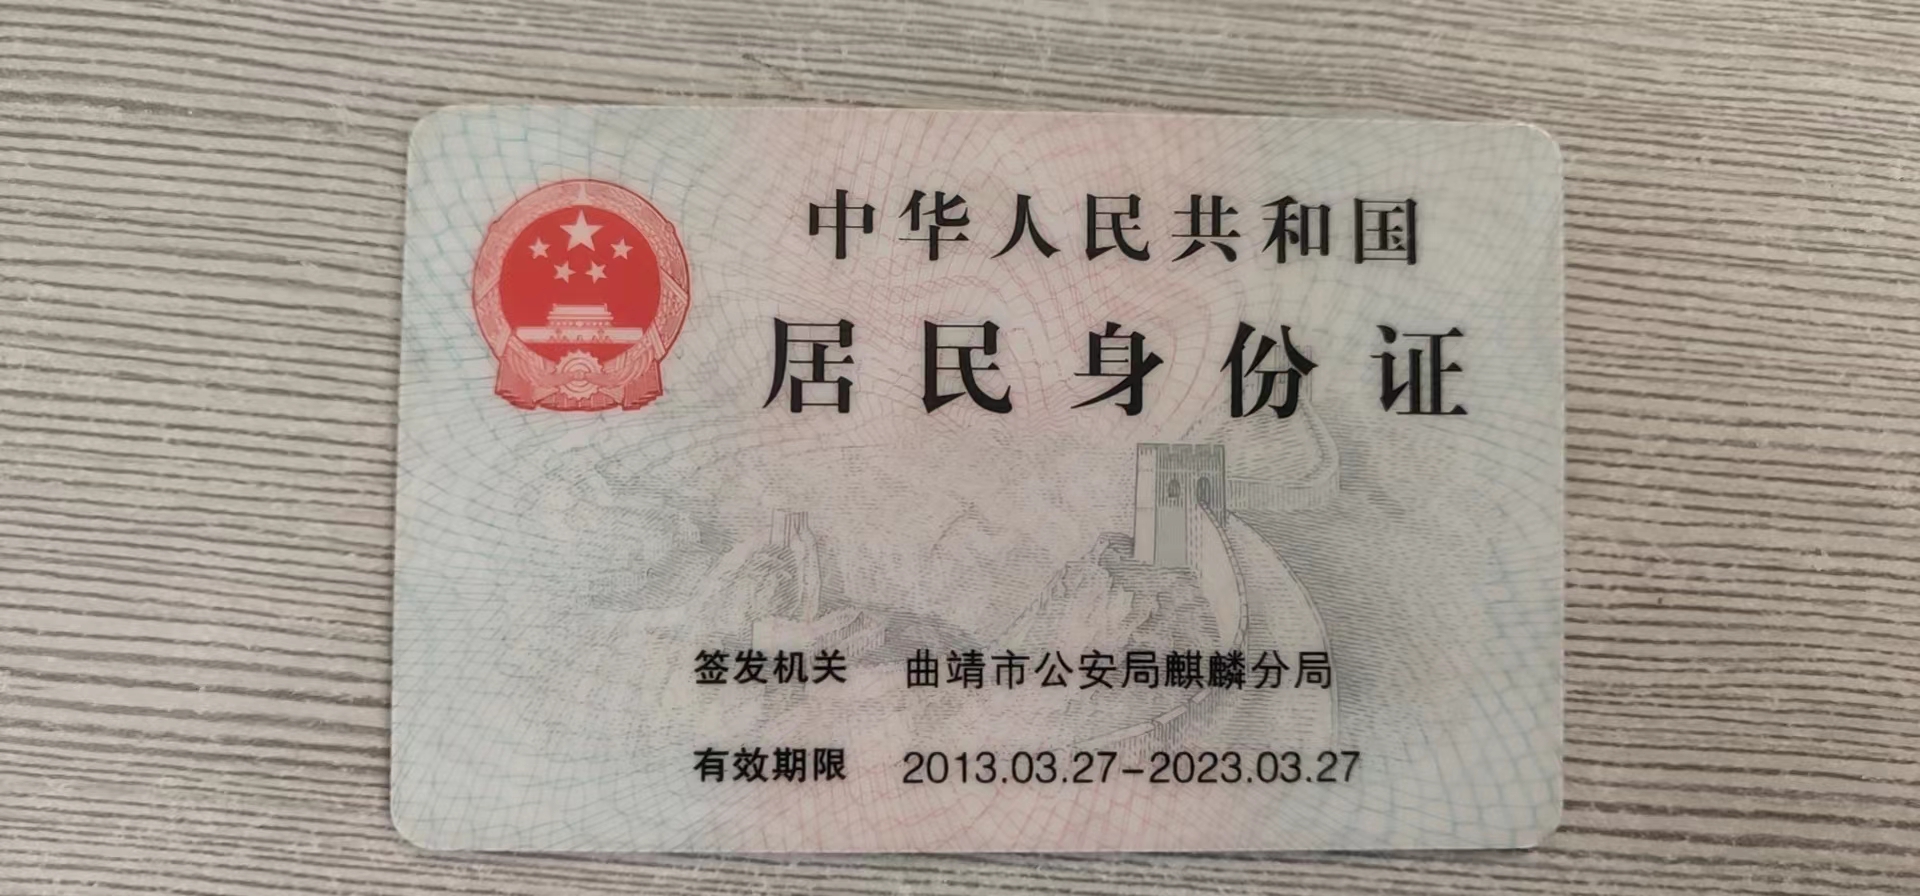 中华人民共和国
居民身份证
签发机关 曲靖市公安局麒麟分局
有效期限 2013.03.27-2023.03.27